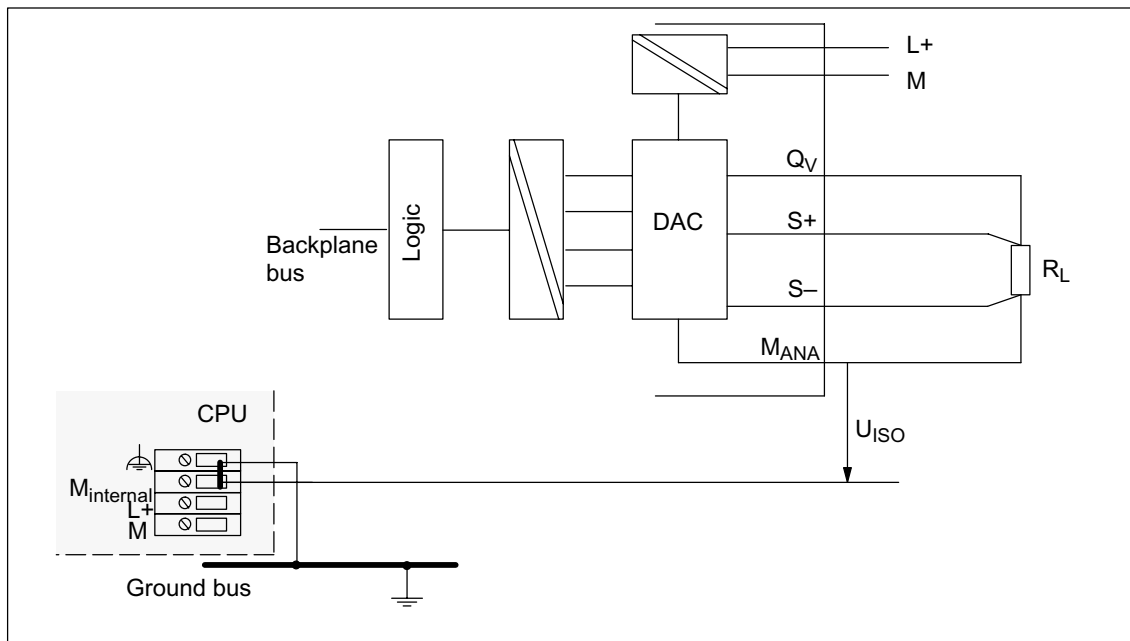 L+
M
QV
S+
DAC
Logic
Backplane
bus
RL
S–
MANA
CPU
UISO
Minternal
L+
M
Ground bus